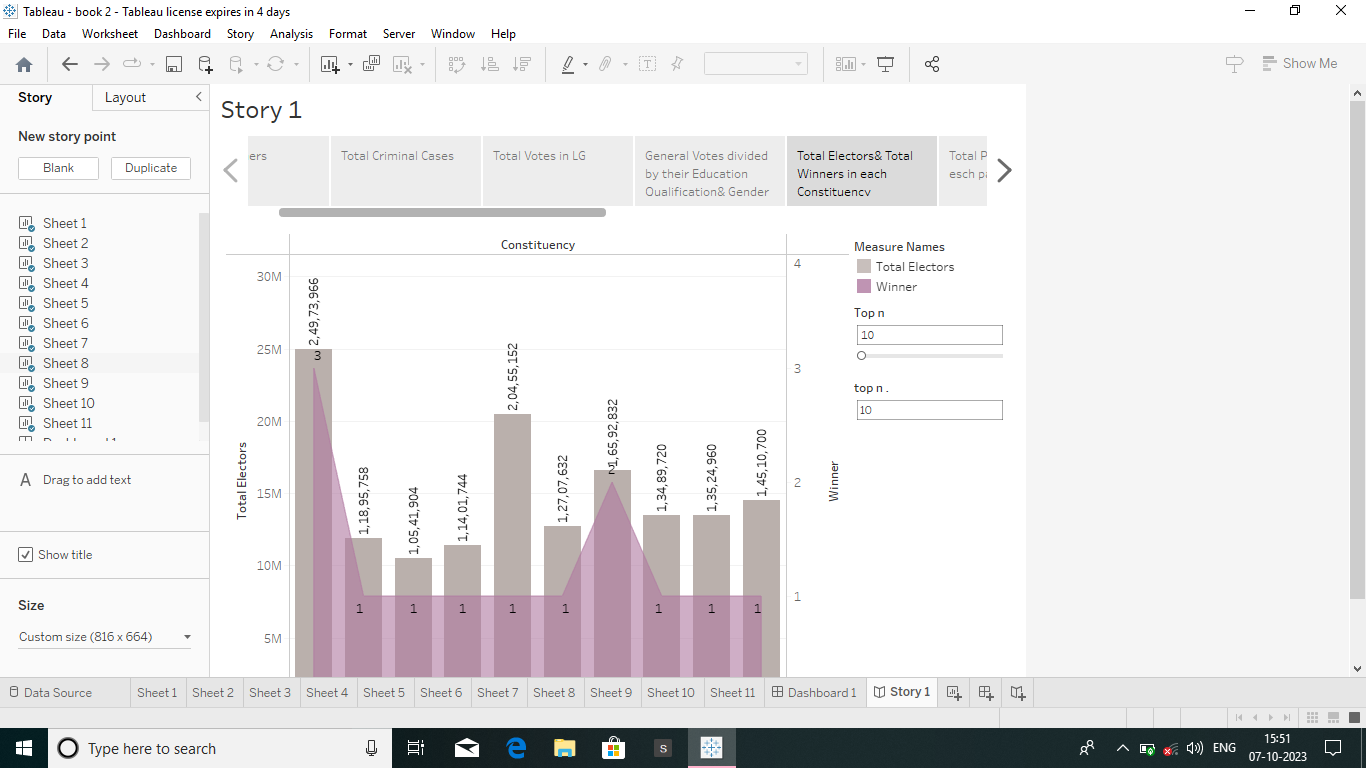 Tableau - book 2 - Tableau license expires in 4 days
File Data Worksheet Dashboard Story Analysis Format Server Window Help
Show Me
Story Layout
New story point
Blank Duplicate
Sheet 1
Sheet 2
Sheet 3
Sheet 4
Sheet 5
Sheet 6
Sheet 7
Sheet 8
Sheet 9
Sheet 10
Sheet 11
A Drag to add text
Show title
Size
Custom size (816 x 664)
Story 1
ers
Total Criminal Cases
Total Votes in LG
General Votes divided
by their Education
Qualification& Gender
Total Electors& Total
Winners in each
Constituency
Total P
esch pa
Constituency
Total Electors
30M
25M
20M
15M
10M
5M
2,49,73,966
1,18,95,758
1,05,41,904
1,14,01,744
2,04,55,152
1,27,07,632
1,65,92,832
1,34,89,720
1,35,24,960
1,45,10,700
3
1 1 1 1 1 2 1 1 1
4
3
2
1
Winner
Measure Names
Total Electors
Winner
Top n
10
top n .
10
Data Source Sheet 1 Sheet 2 Sheet 3 Sheet 4 Sheet 5 Sheet 6 Sheet 7 Sheet 8 Sheet 9 Sheet 10 Sheet 11 Dashboard 1 Story 1
Type here to search
S
ENG
15:51
07-10-2023